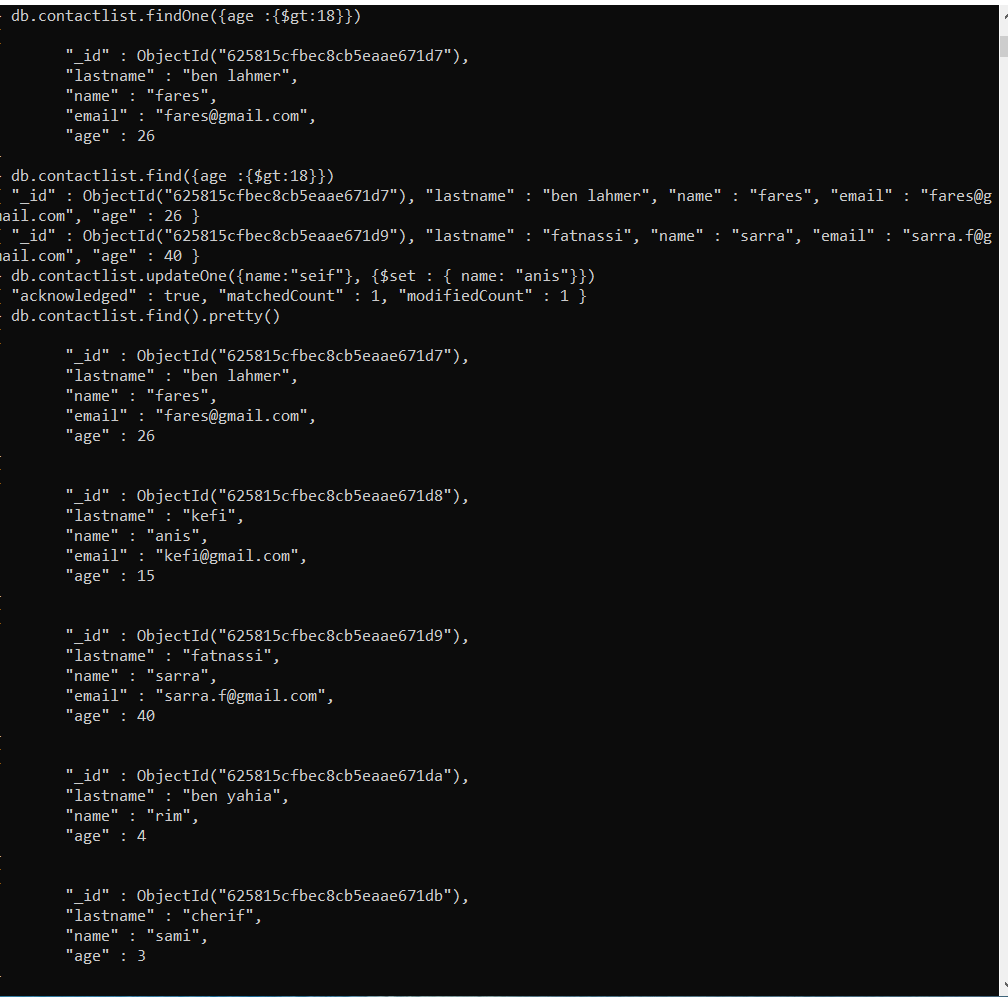 db.contactlist.findOne({age :{$gt:18}})
"_id" : ObjectId("625815cfbec8cb5eaae671d7"),
"lastname" : "ben lahmer",
"name" : "fares",
"email" : "fares@gmail.com",
"age" : 26
db.contactlist.find({age :{$gt:18}})
"_id" : ObjectId("625815cfbec8cb5eaae671d7"), "lastname" : "ben lahmer", "name" : "fares", "email" : "fares@g
mail.com", "age" : 26 }
"_id" : ObjectId("625815cfbec8cb5eaae671d9"), "lastname" : "fatnassi", "name" : "sarra", "email" : "sarra.f@g
mail.com", "age" : 40 }
db.contactlist.updateOne({name:"seif"}, {$set : { name: "anis"}})
"acknowledged" : true, "matchedCount" : 1, "modifiedCount" : 1 }
db.contactlist.find().pretty()
"_id" : ObjectId("625815cfbec8cb5eaae671d7"),
"lastname" : "ben lahmer",
"name" : "fares",
"email" : "fares@gmail.com",
"age" : 26
"_id" : ObjectId("625815cfbec8cb5eaae671d8"),
"lastname" : "kefi",
"name" : "anis",
"email" : "kefi@gmail.com",
"age" : 15
"_id" : ObjectId("625815cfbec8cb5eaae671d9"),
"lastname" : "fatnassi",
"name" : "sarra",
"email" : "sarra.f@gmail.com",
"age" : 40
"_id" : ObjectId("625815cfbec8cb5eaae671da"),
"lastname" : "ben yahia",
"name" : "rim",
"age" : 4
"_id" : ObjectId("625815cfbec8cb5eaae671db"),
"lastname" : "cherif",
"name" : "sami",
"age" : 3